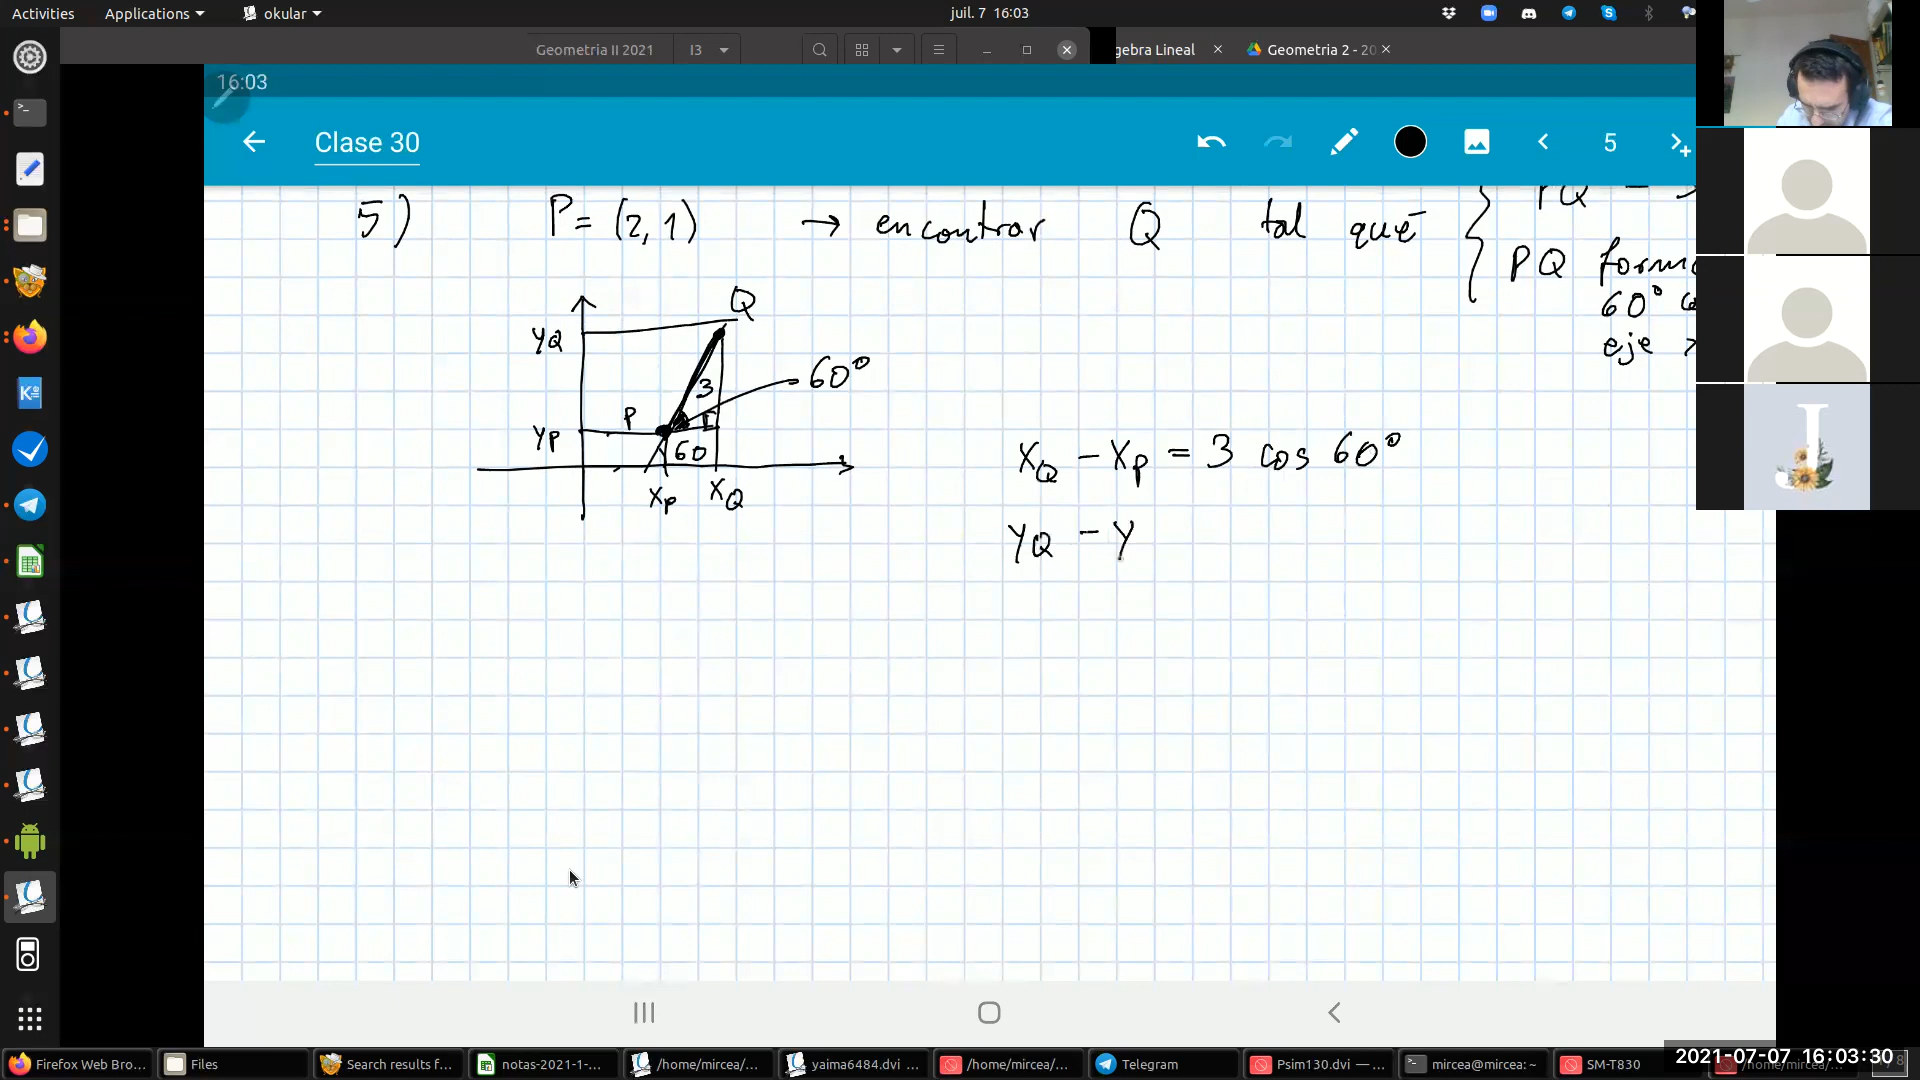 Activities Applications okular juil. 7 16:03
Geometria II 2021 I3 gebra Lineal Geometria 2 - 20
16:03
Clase 30 5
5) P = (2, 1) → encontrar Q tal que { PQ
PQ form
60°
eje
Q
yQ
3 60°
P
yP
60
xP xQ
xQ - xP = 3 cos 60°
yQ - y
J
Firefox Web Bro... Files Search results f... notas-2021-1-... /home/mircea/... yaima6484.dvi ... /home/mircea/... Telegram Psim130.dvi — ... mircea@mircea: ~ SM-T830
2021-07-07 16:03:30